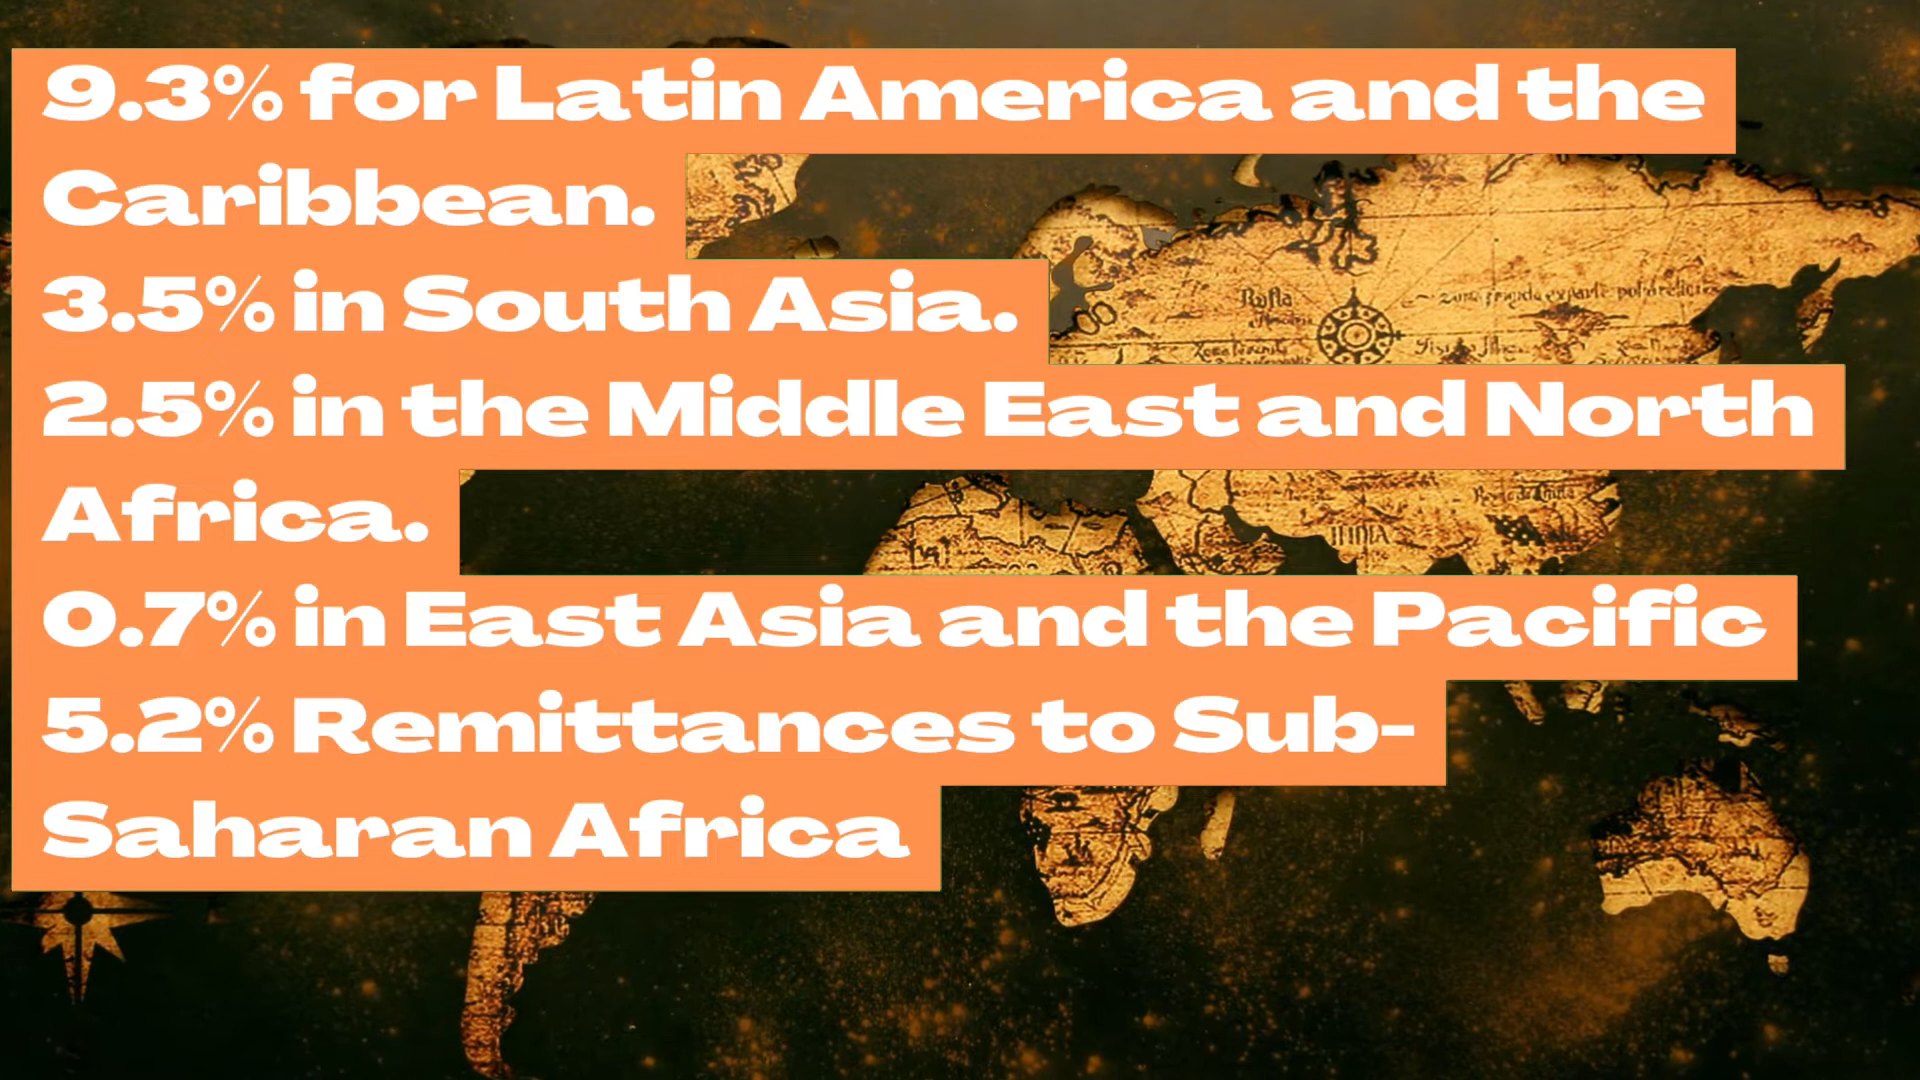 9.3% for Latin America and the
Caribbean.
3.5% in South Asia.
2.5% in the Middle East and North
Africa.
0.7% in East Asia and the Pacific
5.2% Remittances to Sub-
Saharan Africa
INDIA